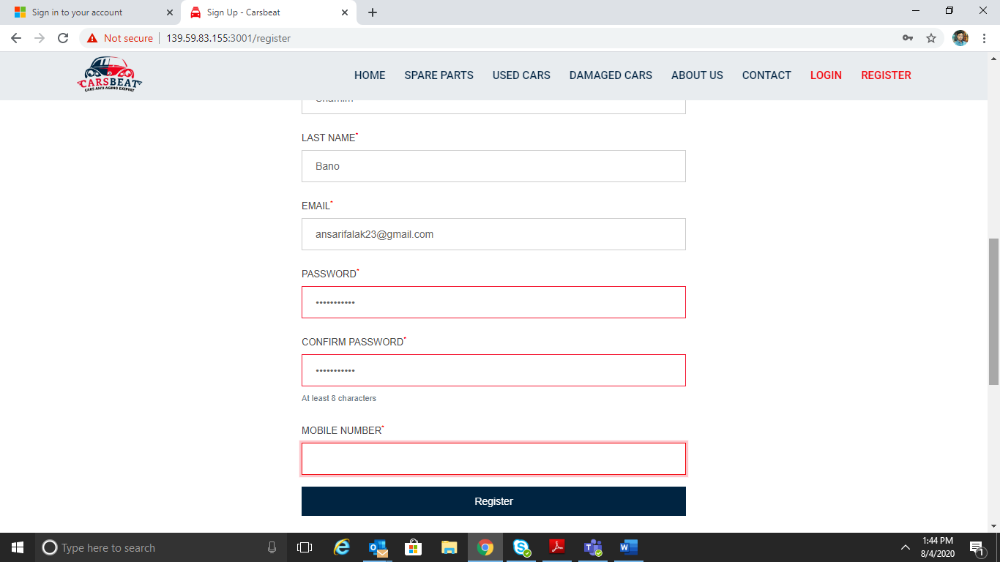 Sign in to your account
Sign Up - Carsbeat
Not secure
139.59.83.155:3001/register
CARSBEAT
CARS ANTI AGING EXEPERT
HOME
SPARE PARTS
USED CARS
DAMAGED CARS
ABOUT US
CONTACT
LOGIN
REGISTER
LAST NAME*
Bano
EMAIL*
ansarifalak23@gmail.com
PASSWORD*
•••••••••••
CONFIRM PASSWORD*
•••••••••••
At least 8 characters
MOBILE NUMBER*
Register
Type here to search
1:44 PM
8/4/2020
1